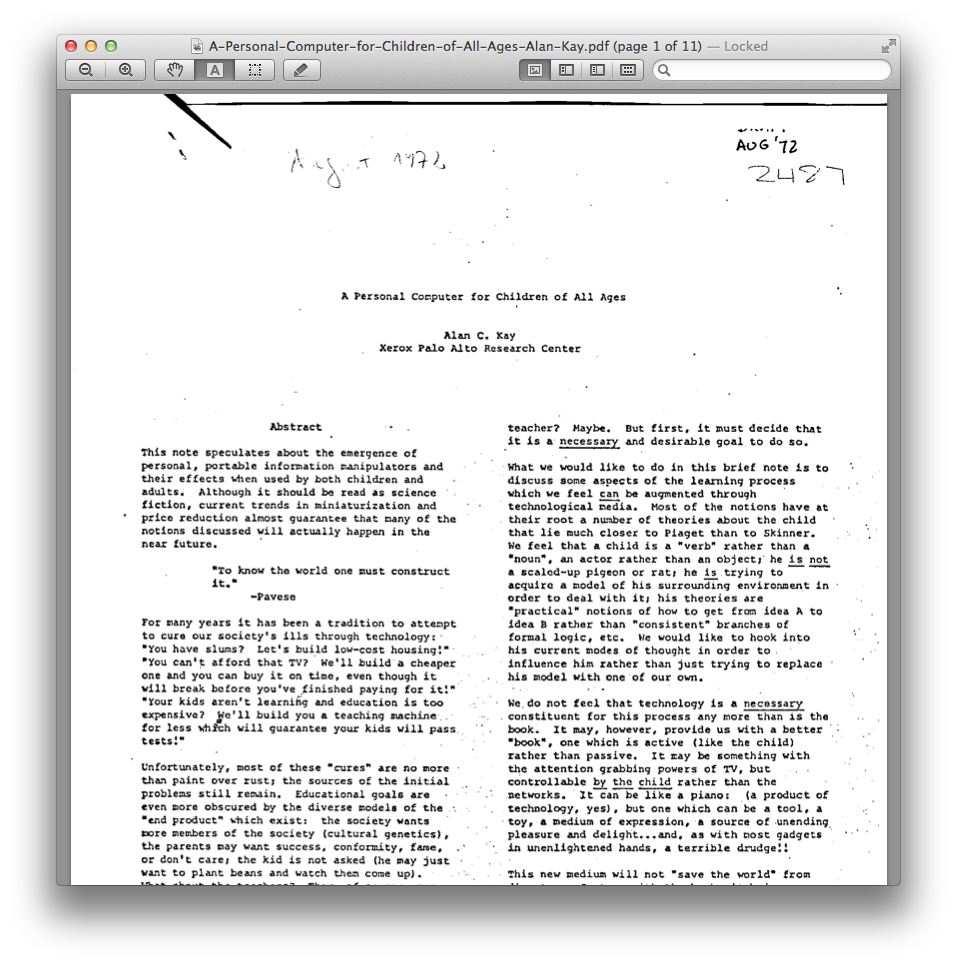 A-Personal-Computer-for-Children-of-All-Ages-Alan-Kay.pdf (page 1 of 11) — Locked
A
August 1972
AUG '72
2487
A Personal Computer for Children of All Ages
Alan C. Kay
Xerox Palo Alto Research Center
Abstract
This note speculates about the emergence of
personal, portable information manipulators and
their effects when used by both children and
adults. Although it should be read as science
fiction, current trends in miniaturization and
price reduction almost guarantee that many of the
notions discussed will actually happen in the
near future.
"To know the world one must construct
it."
-Pavese
For many years it has been a tradition to attempt
to cure our society's ills through technology:
"You have slums? Let's build low-cost housing!"
"You can't afford that TV? We'll build a cheaper
one and you can buy it on time, even though it
will break before you've finished paying for it!"
"Your kids aren't learning and education is too
expensive? We'll build you a teaching machine
for less which will guarantee your kids will pass
tests!"
Unfortunately, most of these "cures" are no more
than paint over rust; the sources of the initial
problems still remain. Educational goals are
even more obscured by the diverse models of the
"end product" which exist: the society wants
more members of the society (cultural genetics),
the parents may want success, conformity, fame,
or don't care; the kid is not asked (he may just
want to plant beans and watch them come up).
teacher? Maybe. But first, it must decide that
it is a necessary and desirable goal to do so.
What we would like to do in this brief note is to
discuss some aspects of the learning process
which we feel can be augmented through
technological media. Most of the notions have at
their root a number of theories about the child
that lie much closer to Piaget than to Skinner.
We feel that a child is a "verb" rather than a
"noun", an actor rather than an object; he is not
a scaled-up pigeon or rat; he is trying to
acquire a model of his surrounding environment in
order to deal with it; his theories are
"practical" notions of how to get from idea A to
idea B rather than "consistent" branches of
formal logic, etc. We would like to hook into
his current modes of thought in order to
influence him rather than just trying to replace
his model with one of our own.
We do not feel that technology is a necessary
constituent for this process any more than is the
book. It may, however, provide us with a better
"book", one which is active (like the child)
rather than passive. It may be something with
the attention grabbing powers of TV, but
controllable by the child rather than the
networks. It can be like a piano: (a product of
technology, yes), but one which can be a tool, a
toy, a medium of expression, a source of unending
pleasure and delight...and, as with most gadgets
in unenlightened hands, a terrible drudge!!
This new medium will not "save the world" from